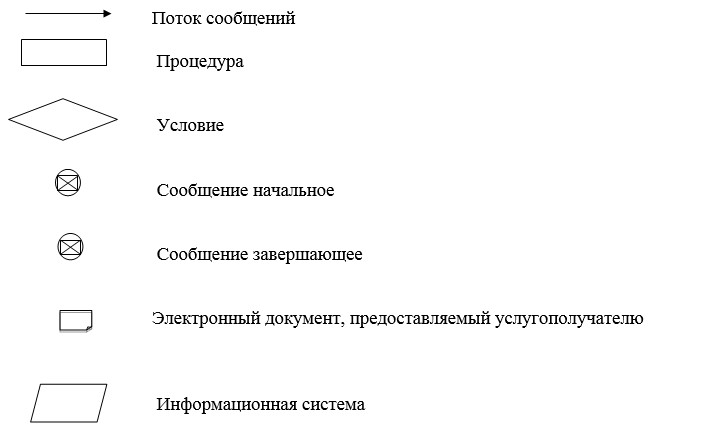 Поток сообщений
Процедура
Условие
Сообщение начальное
Сообщение завершающее
Электронный документ, предоставляемый услугополучателю
Информационная система